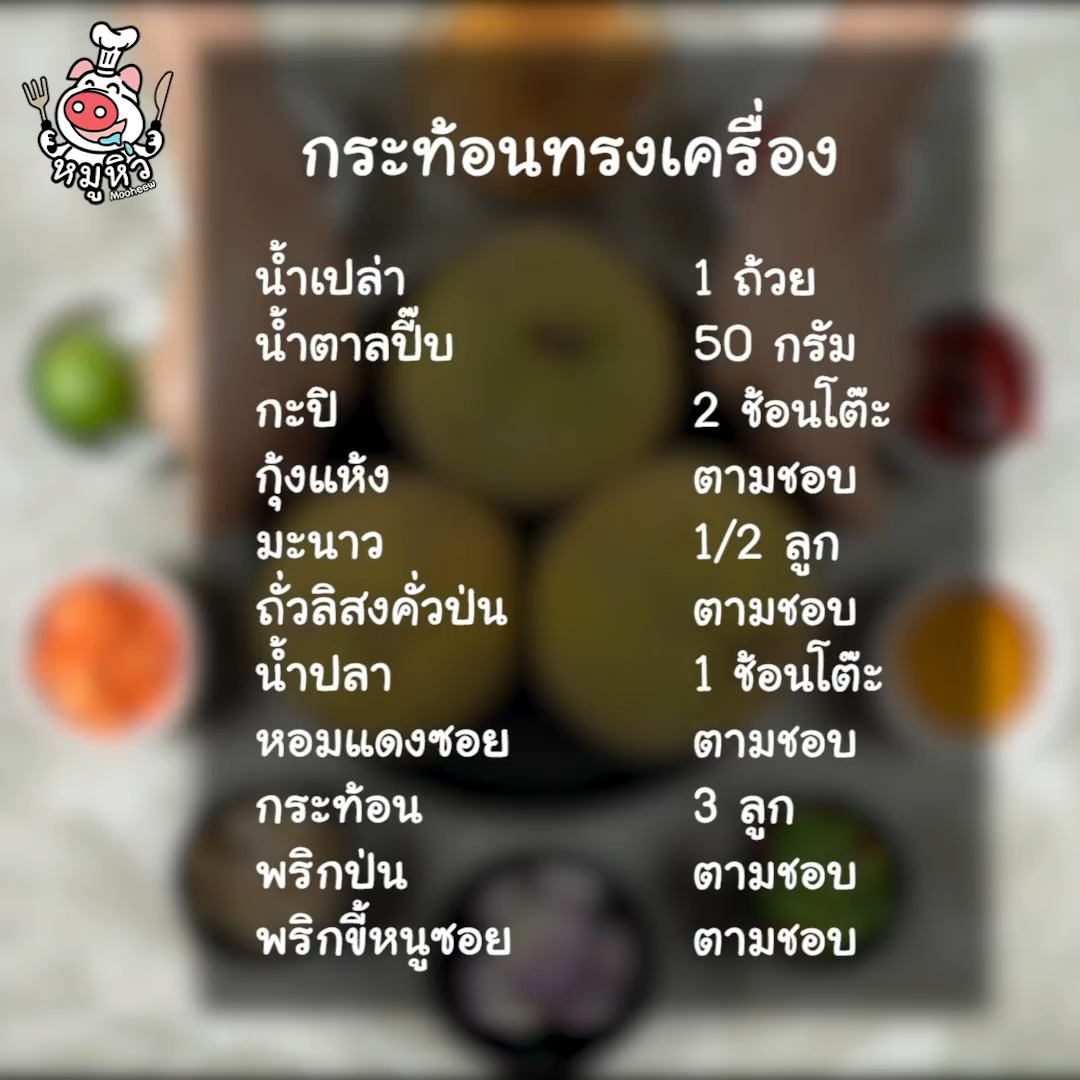 หมูหิว
Mooheew
กระท้อนทรงเครื่อง
น้ำเปล่า 1 ถ้วย
น้ำตาลปี๊บ 50 กรัม
กะปิ 2 ช้อนโต๊ะ
กุ้งแห้ง ตามชอบ
มะนาว 1/2 ลูก
ถั่วลิสงคั่วป่น ตามชอบ
น้ำปลา 1 ช้อนโต๊ะ
หอมแดงซอย ตามชอบ
กระท้อน 3 ลูก
พริกป่น ตามชอบ
พริกขี้หนูซอย ตามชอบ